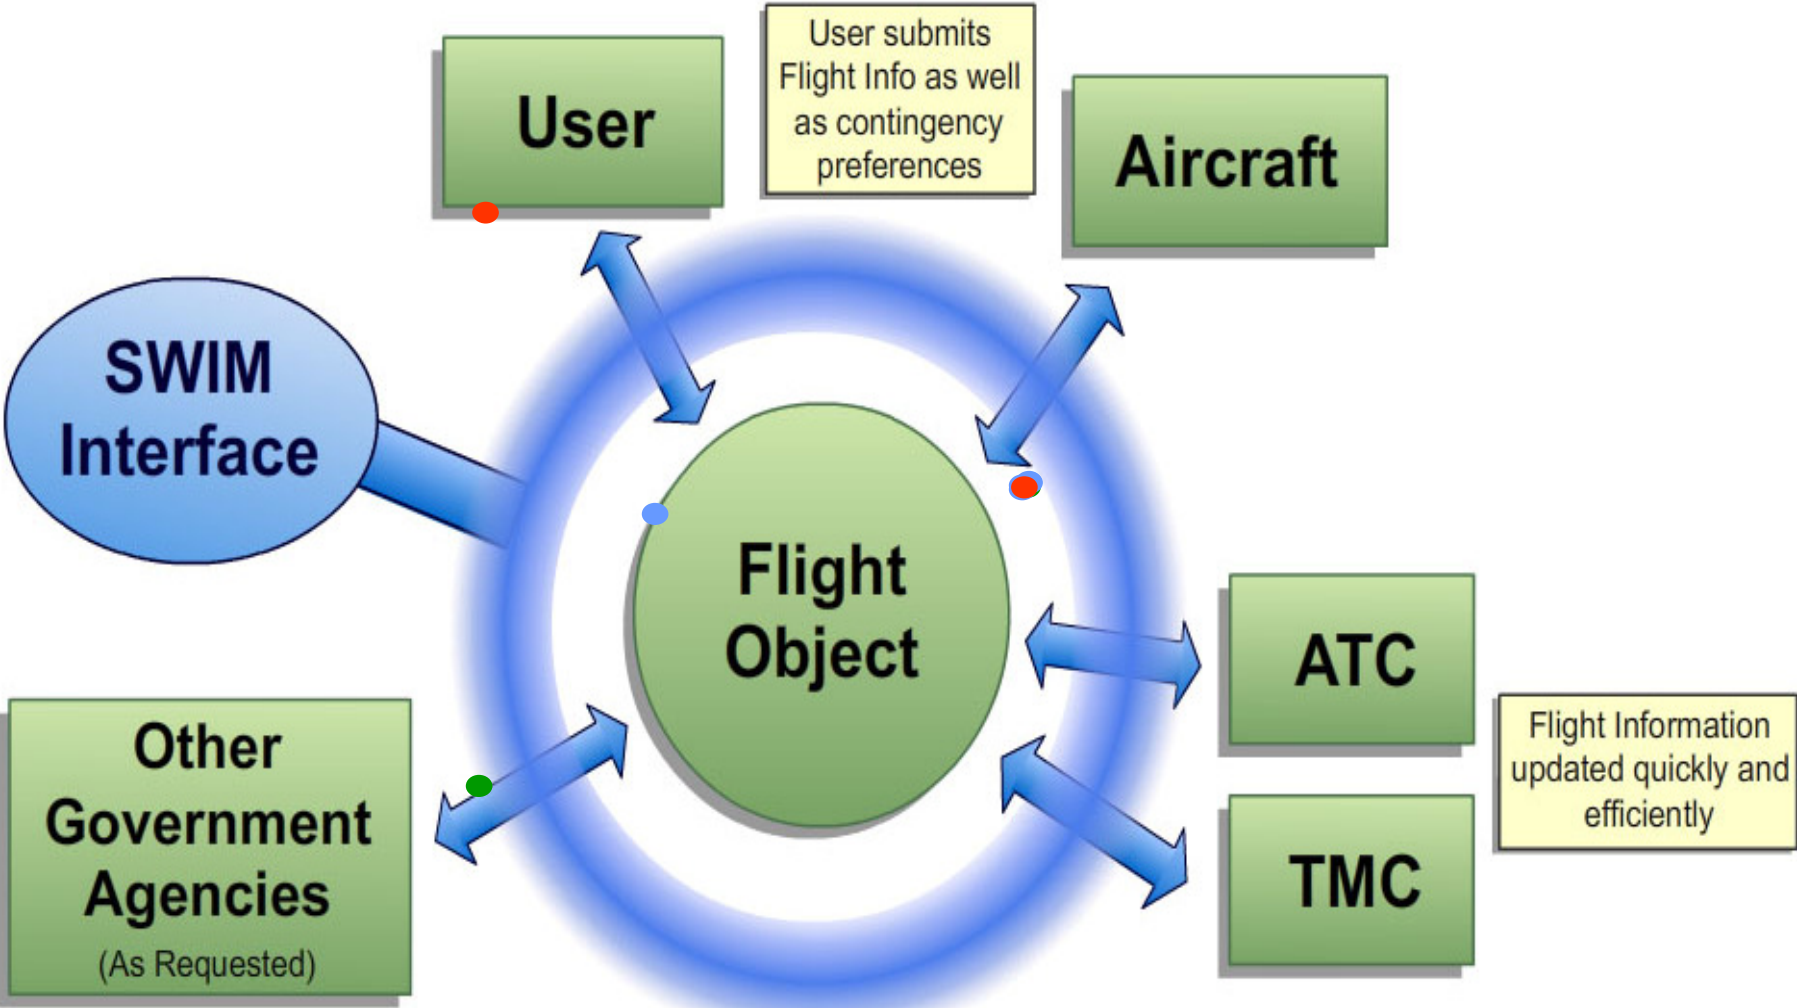 User
User submits
Flight Info as well
as contingency
preferences
Aircraft
SWIM
Interface
Flight
Object
ATC
Flight Information
updated quickly and
efficiently
TMC
Other
Government
Agencies
(As Requested)